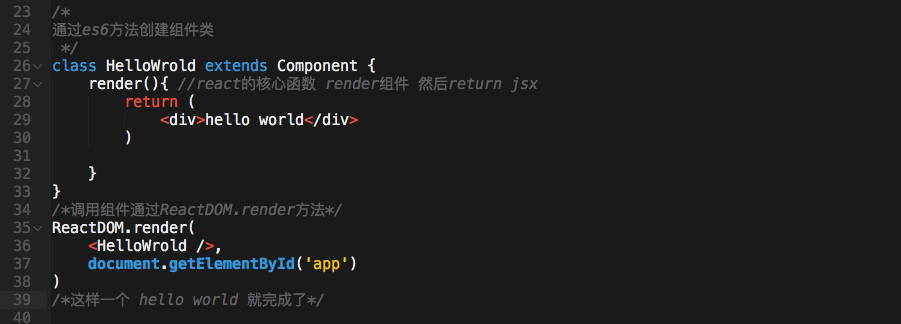 23 /*
24 通过es6方法创建组件类
25 */
26 class HelloWrold extends Component {
27 render(){ //react的核心函数 render组件 然后return jsx
28 return (
29 <div>hello world</div>
30 )
31
32 }
33 }
34 /*调用组件通过ReactDOM.render方法*/
35 ReactDOM.render(
36 <HelloWrold />,
37 document.getElementById('app')
38 )
39 /*这样一个 hello world 就完成了*/
40